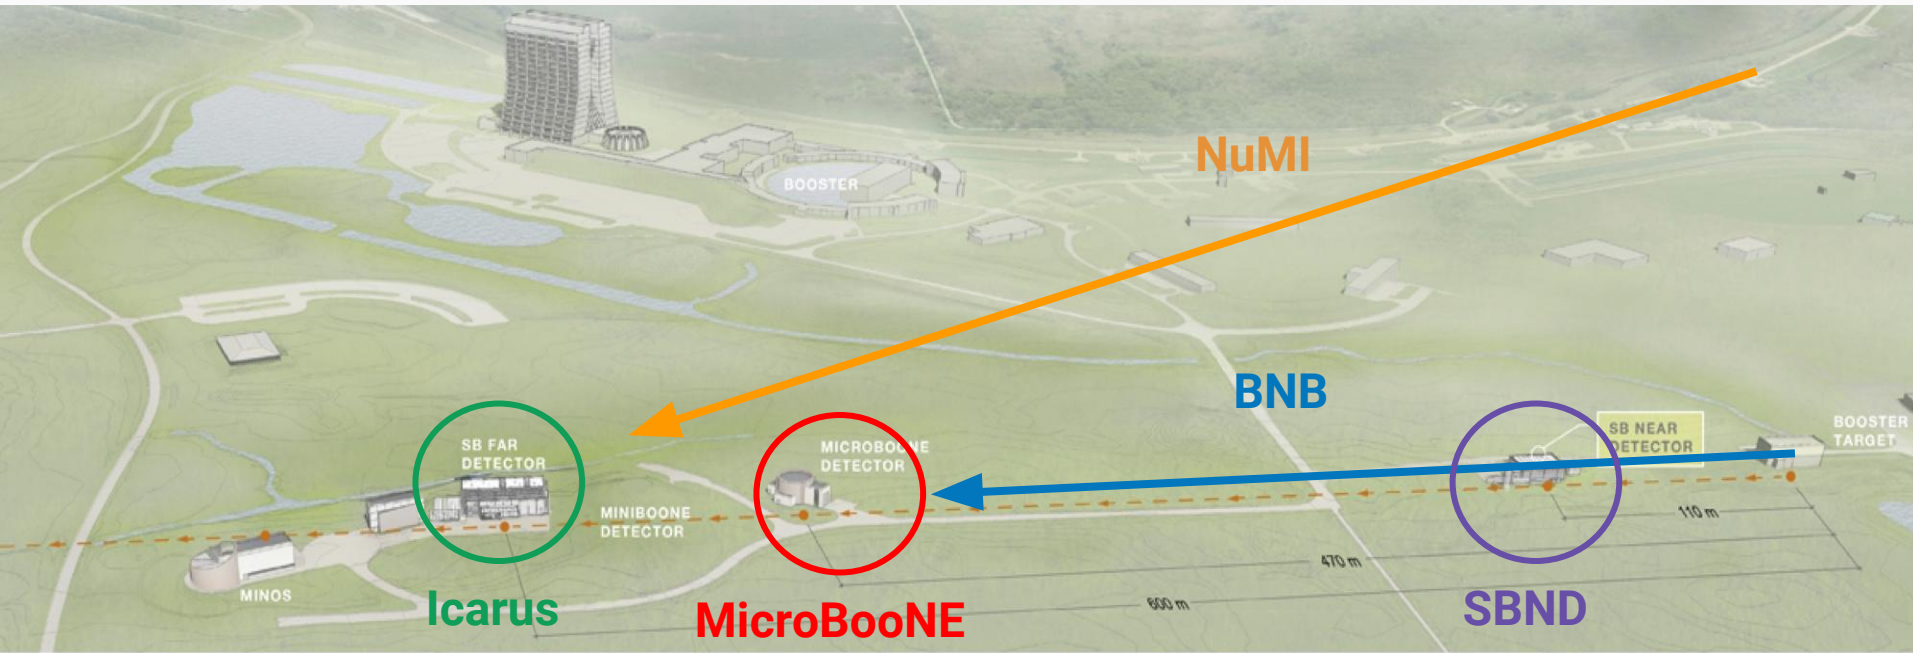 NuMI
BOOSTER
BNB
SB NEAR
DETECTOR
BOOSTER
TARGET
SB FAR
DETECTOR
MICROBOONE
DETECTOR
MINIBOONE
DETECTOR
110 m
470 m
600 m
MINOS
Icarus
MicroBooNE
SBND